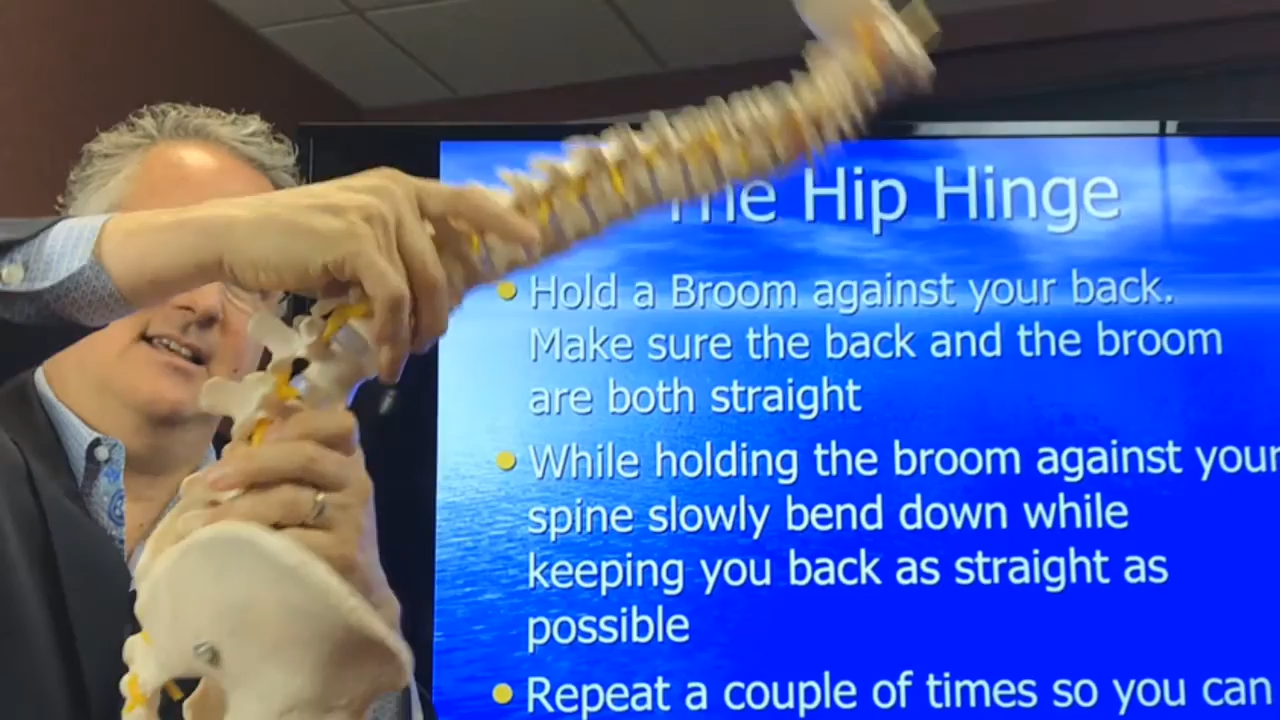 The Hip Hinge
Hold a Broom against your back.
Make sure the back and the broom
are both straight
While holding the broom against your
spine slowly bend down while
keeping you back as straight as
possible
Repeat a couple of times so you can